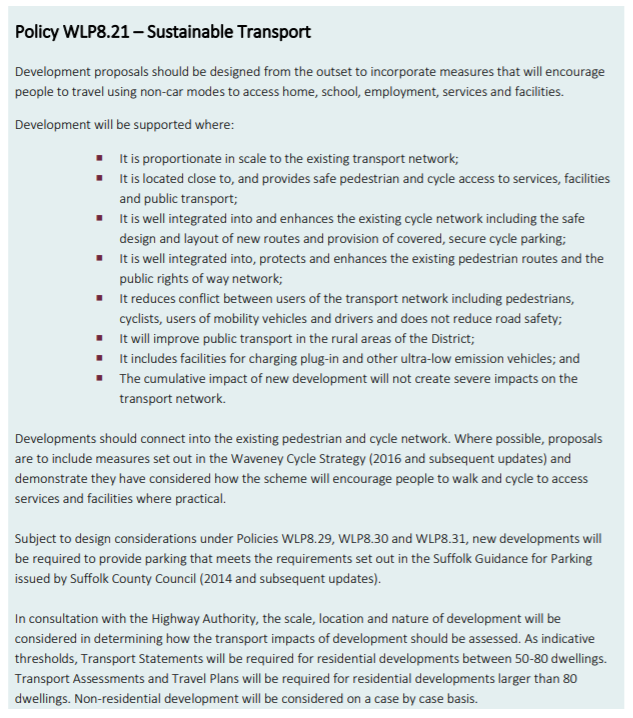 Policy WLP8.21 – Sustainable Transport
Development proposals should be designed from the outset to incorporate measures that will encourage
people to travel using non-car modes to access home, school, employment, services and facilities.
Development will be supported where:
▪ It is proportionate in scale to the existing transport network;
▪ It is located close to, and provides safe pedestrian and cycle access to services, facilities
and public transport;
▪ It is well integrated into and enhances the existing cycle network including the safe
design and layout of new routes and provision of covered, secure cycle parking;
▪ It is well integrated into, protects and enhances the existing pedestrian routes and the
public rights of way network;
▪ It reduces conflict between users of the transport network including pedestrians,
cyclists, users of mobility vehicles and drivers and does not reduce road safety;
▪ It will improve public transport in the rural areas of the District;
▪ It includes facilities for charging plug-in and other ultra-low emission vehicles; and
▪ The cumulative impact of new development will not create severe impacts on the
transport network.
Developments should connect into the existing pedestrian and cycle network. Where possible, proposals
are to include measures set out in the Waveney Cycle Strategy (2016 and subsequent updates) and
demonstrate they have considered how the scheme will encourage people to walk and cycle to access
services and facilities where practical.
Subject to design considerations under Policies WLP8.29, WLP8.30 and WLP8.31, new developments will
be required to provide parking that meets the requirements set out in the Suffolk Guidance for Parking
issued by Suffolk County Council (2014 and subsequent updates).
In consultation with the Highway Authority, the scale, location and nature of development will be
considered in determining how the transport impacts of development should be assessed. As indicative
thresholds, Transport Statements will be required for residential developments between 50-80 dwellings.
Transport Assessments and Travel Plans will be required for residential developments larger than 80
dwellings. Non-residential development will be considered on a case by case basis.